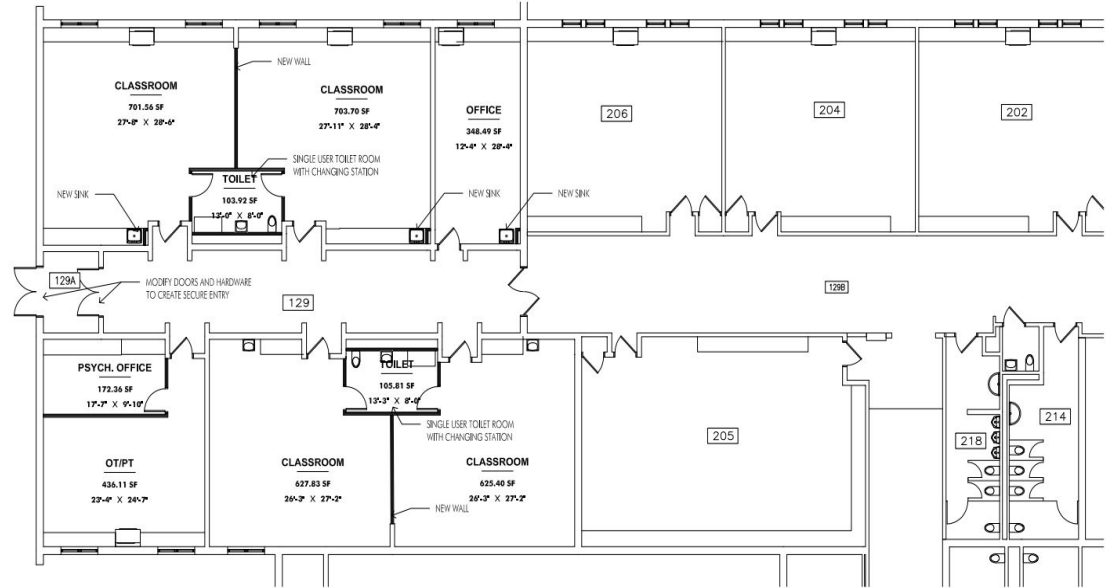 CLASSROOM
701.56 SF
27'-8" X 28'-6"
NEW WALL
CLASSROOM
703.70 SF
27'-11" X 28'-4"
OFFICE
348.49 SF
12'-4" X 28'-4"
206
204
202
SINGLE USER TOILET ROOM
WITH CHANGING STATION
TOILET
103.92 SF
13'-0" X 8'-0"
NEW SINK
NEW SINK
NEW SINK
129A
MODIFY DOORS AND HARDWARE
TO CREATE SECURE ENTRY
129
129B
PSYCH. OFFICE
172.36 SF
17'-7" X 9'-10"
TOILET
105.81 SF
13'-3" X 8'-0"
SINGLE USER TOILET ROOM
WITH CHANGING STATION
OT/PT
436.11 SF
23'-4" X 24'-7"
CLASSROOM
627.83 SF
26'-3" X 27'-2"
CLASSROOM
625.40 SF
26'-3" X 27'-2"
NEW WALL
205
218
214